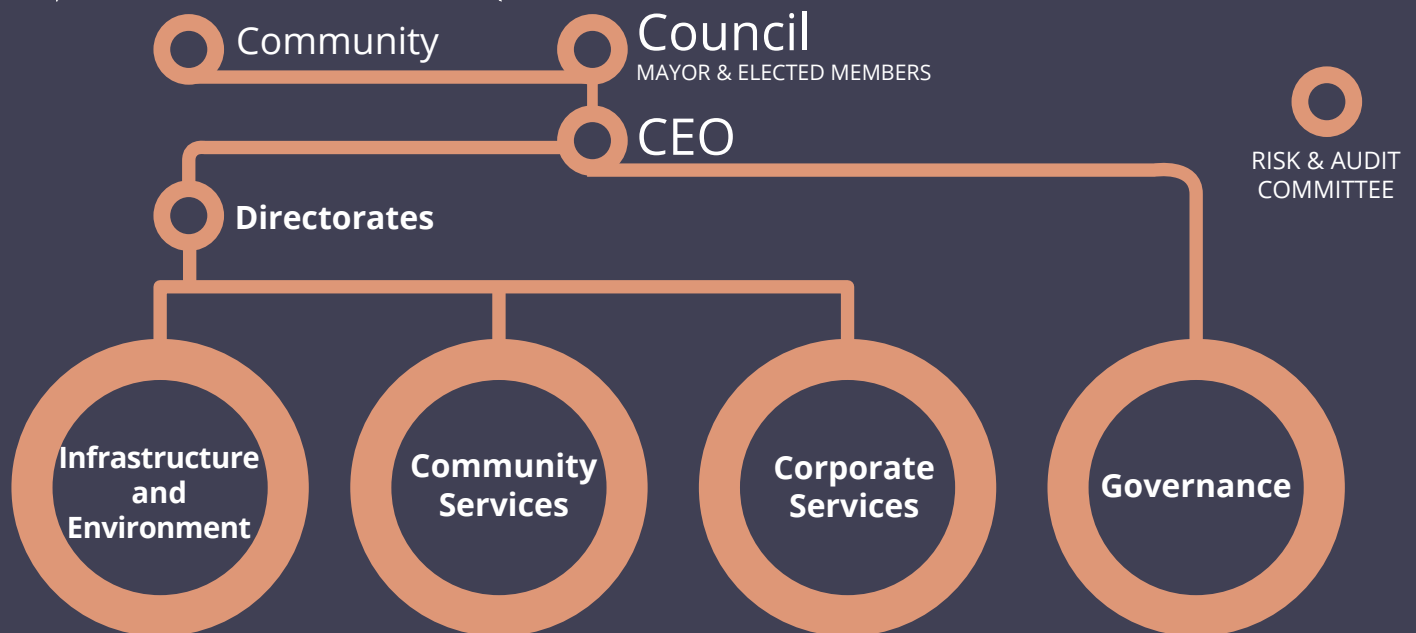 Community
Council
MAYOR & ELECTED MEMBERS
CEO
RISK & AUDIT
COMMITTEE
Directorates
Infrastructure
and
Environment
Community
Services
Corporate
Services
Governance